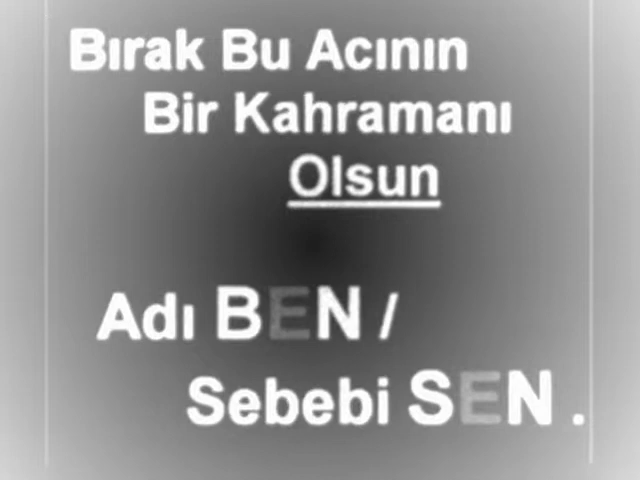 Bırak Bu Acının
Bir Kahramanı
Olsun
Adı BEN /
Sebebi SEN .